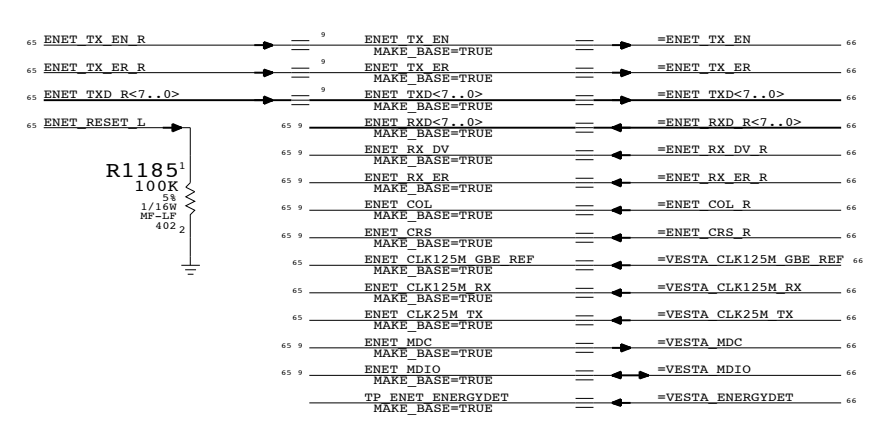 65 ENET_TX_EN_R 9 ENET_TX_EN =ENET_TX_EN 66
MAKE_BASE=TRUE
65 ENET_TX_ER_R 9 ENET_TX_ER =ENET_TX_ER 66
MAKE_BASE=TRUE
65 ENET_TXD_R<7..0> 9 ENET_TXD<7..0> =ENET_TXD<7..0> 66
MAKE_BASE=TRUE
65 ENET_RESET_L 65 9 ENET_RXD<7..0> =ENET_RXD_R<7..0> 66
MAKE_BASE=TRUE
65 9 ENET_RX_DV =ENET_RX_DV_R 66
MAKE_BASE=TRUE
R1185 1
100K
5%
1/16W
MF-LF
402 2
65 9 ENET_RX_ER =ENET_RX_ER_R 66
MAKE_BASE=TRUE
65 9 ENET_COL =ENET_COL_R 66
MAKE_BASE=TRUE
65 9 ENET_CRS =ENET_CRS_R 66
MAKE_BASE=TRUE
65 ENET_CLK125M_GBE_REF =VESTA_CLK125M_GBE_REF 66
MAKE_BASE=TRUE
65 ENET_CLK125M_RX =VESTA_CLK125M_RX 66
MAKE_BASE=TRUE
65 ENET_CLK25M_TX =VESTA_CLK25M_TX 66
MAKE_BASE=TRUE
65 9 ENET_MDC =VESTA_MDC 66
MAKE_BASE=TRUE
65 9 ENET_MDIO =VESTA_MDIO 66
MAKE_BASE=TRUE
TP_ENET_ENERGYDET =VESTA_ENERGYDET 66
MAKE_BASE=TRUE